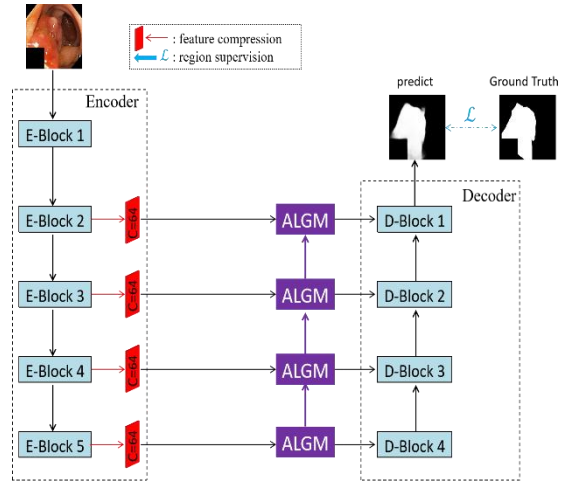 : feature compression
ℒ : region supervision
Encoder
predict
Ground Truth
ℒ
E-Block 1
Decoder
E-Block 2
C=64
ALGM
D-Block 1
E-Block 3
C=64
ALGM
D-Block 2
E-Block 4
C=64
ALGM
D-Block 3
E-Block 5
C=64
ALGM
D-Block 4